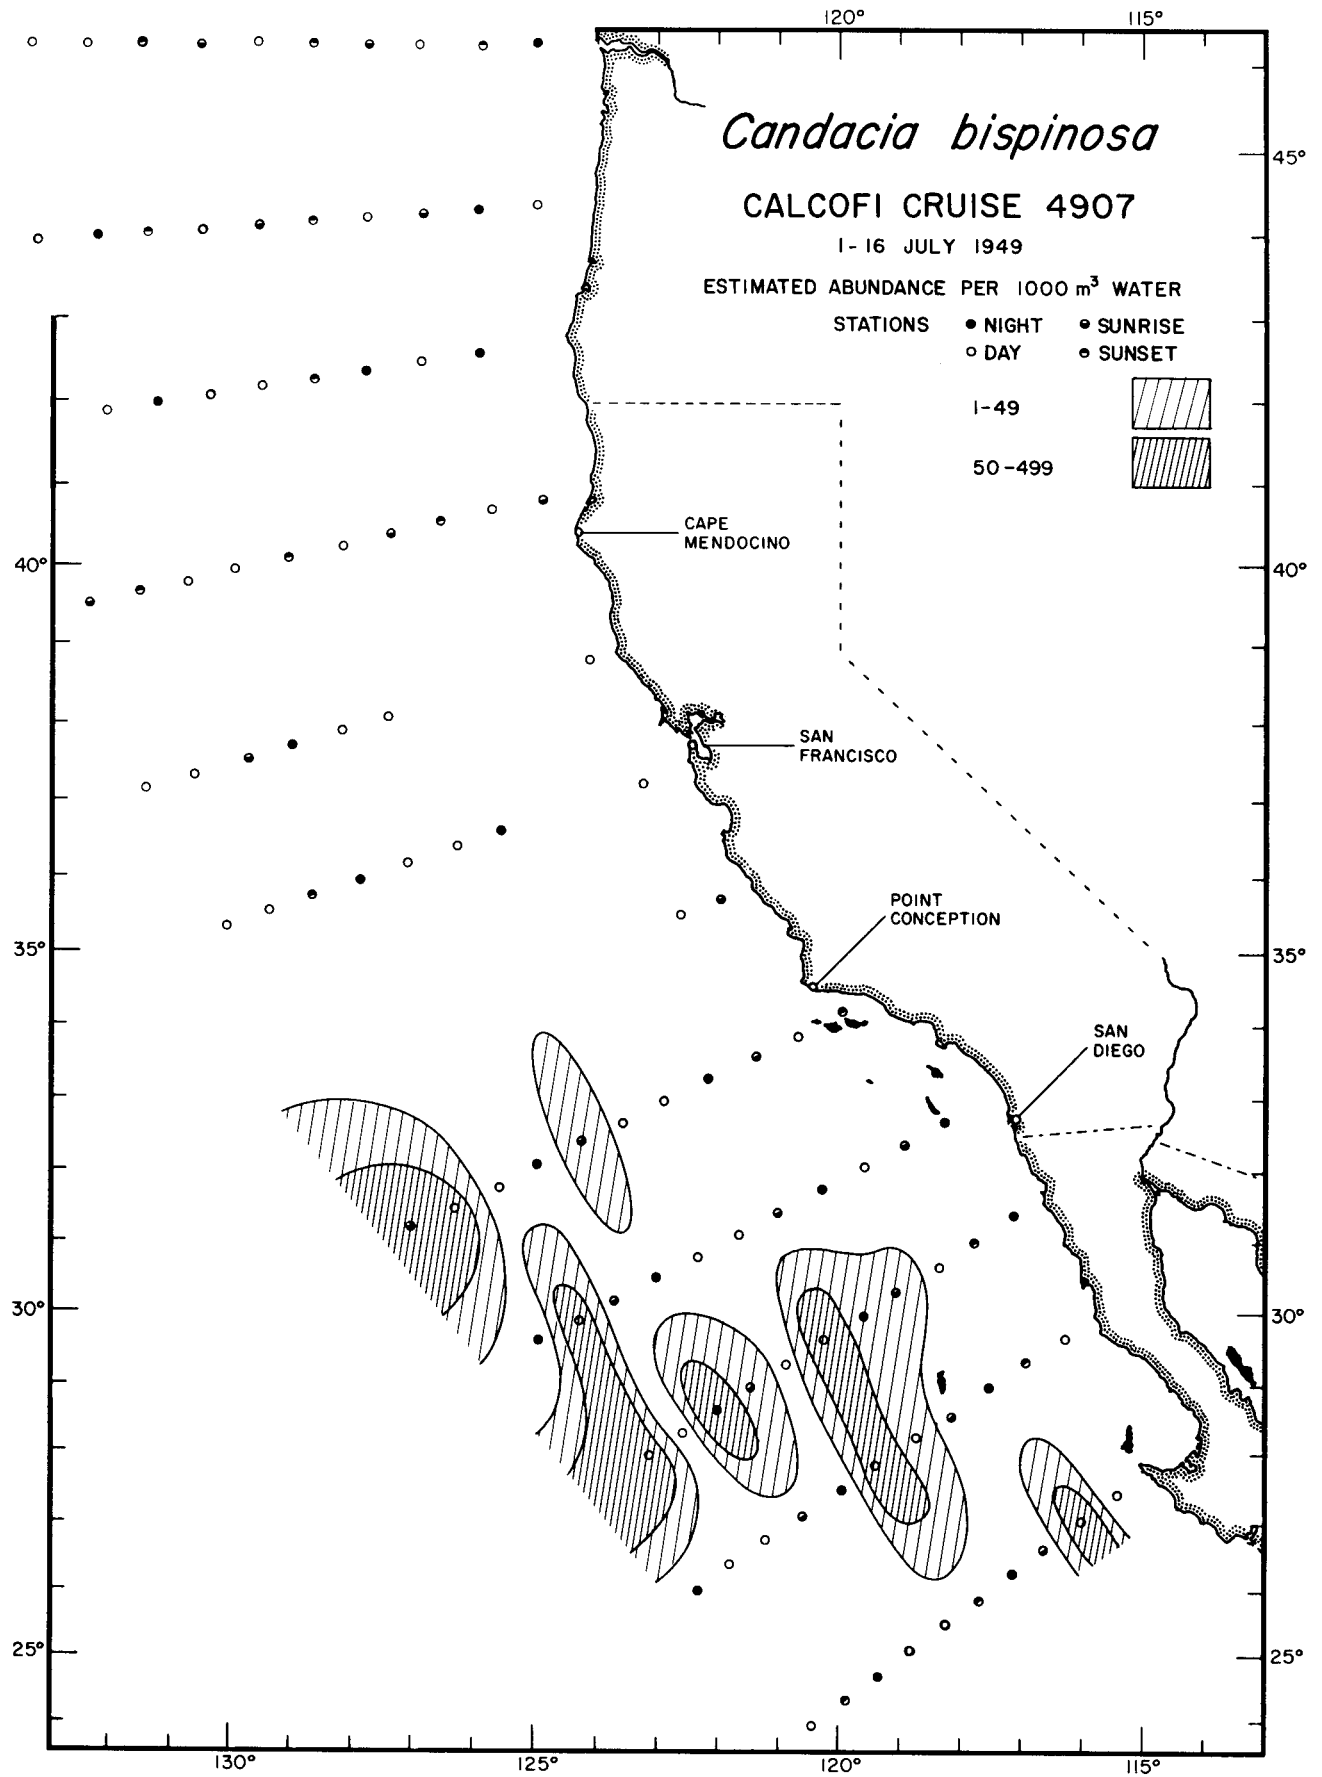 120° 115°
Candacia bispinosa
45°
CALCOFI CRUISE 4907
1-16 JULY 1949
ESTIMATED ABUNDANCE PER 1000 m³ WATER
STATIONS NIGHT SUNRISE
DAY SUNSET
1-49
50-499
CAPE
MENDOCINO
40° 40°
SAN
FRANCISCO
POINT
CONCEPTION
35° 35°
SAN
DIEGO
30° 30°
25° 25°
130° 125° 120° 115°